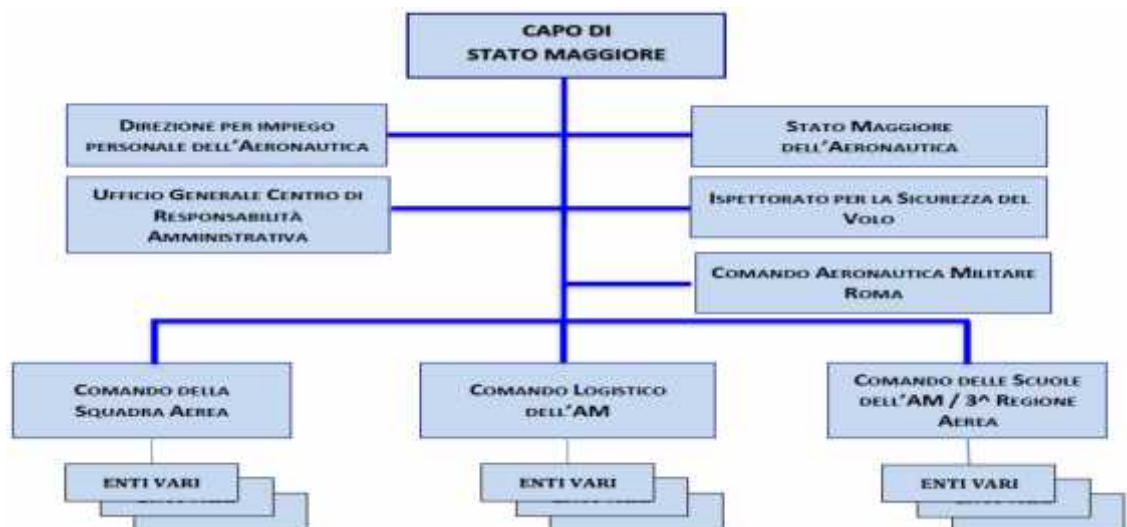 CAPO DI
STATO MAGGIORE
DIREZIONE PER IMPIEGO
PERSONALE DELL'AERONAUTICA
STATO MAGGIORE
DELL'AERONAUTICA
UFFICIO GENERALE CENTRO DI
RESPONSABILITÀ
AMMINISTRATIVA
ISPETTORATO PER LA SICUREZZA DEL
VOLO
COMANDO AERONAUTICA MILITARE
ROMA
COMANDO DELLA
SQUADRA AEREA
COMANDO LOGISTICO
DELL'AM
COMANDO DELLE SCUOLE
DELL'AM / 3^ REGIONE
AEREA
ENTI VARI
ENTI VARI
ENTI VARI